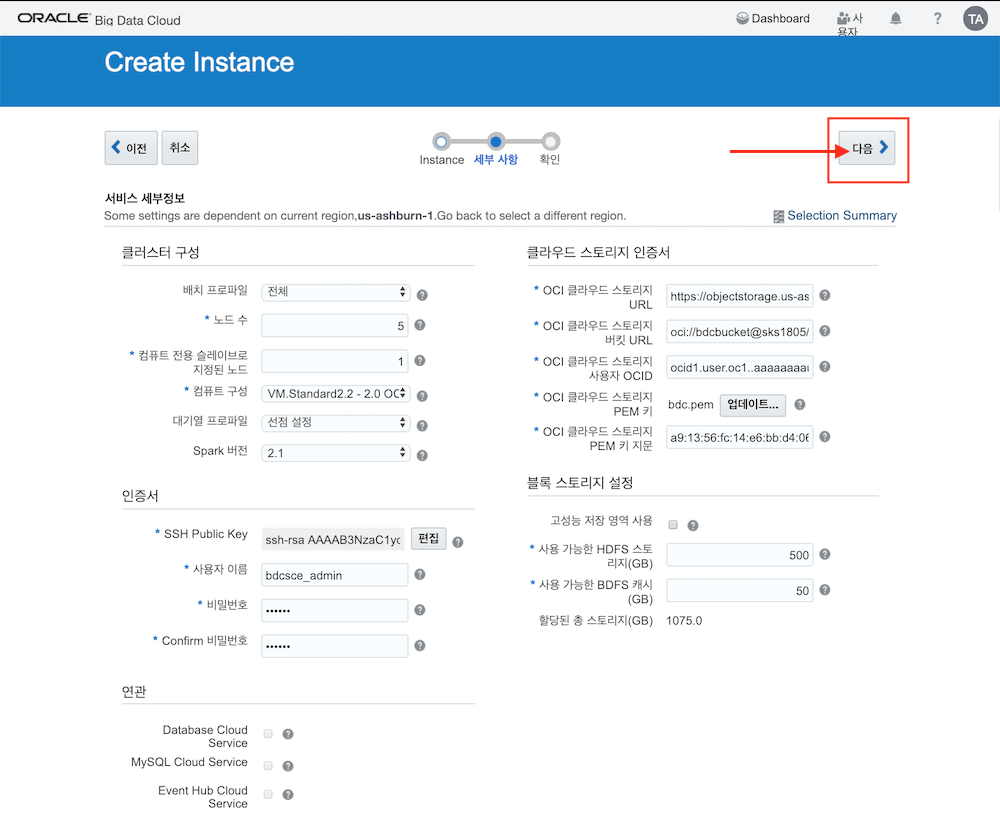 ORACLE® Big Data Cloud
Dashboard
사
용자
?
TA
Create Instance
이전
취소
Instance
세부 사항
확인
다음
서비스 세부정보
Some settings are dependent on current region,us-ashburn-1.Go back to select a different region.
Selection Summary
클러스터 구성
배치 프로파일
전체
?
* 노드 수
5
?
* 컴퓨트 전용 슬레이브로
지정된 노드
1
?
* 컴퓨트 구성
VM.Standard2.2 - 2.0 OC
?
대기열 프로파일
선점 설정
?
Spark 버전
2.1
?
인증서
* SSH Public Key
ssh-rsa AAAAB3NzaC1yc
편집
?
* 사용자 이름
bdcsce_admin
?
* 비밀번호
••••••
?
* Confirm 비밀번호
••••••
?
연관
Database Cloud
Service
?
MySQL Cloud Service
?
Event Hub Cloud
Service
?
클라우드 스토리지 인증서
* OCI 클라우드 스토리지
URL
https://objectstorage.us-as
?
* OCI 클라우드 스토리지
버킷 URL
oci://bdcbucket@sks1805/
?
* OCI 클라우드 스토리지
사용자 OCID
ocid1.user.oc1..aaaaaaaau
?
* OCI 클라우드 스토리지
PEM 키
bdc.pem
업데이트...
?
* OCI 클라우드 스토리지
PEM 키 지문
a9:13:56:fc:14:e6:bb:d4:06
?
블록 스토리지 설정
고성능 저장 영역 사용
?
* 사용 가능한 HDFS 스토
리지(GB)
500
?
* 사용 가능한 BDFS 캐시
(GB)
50
?
할당된 총 스토리지(GB)
1075.0